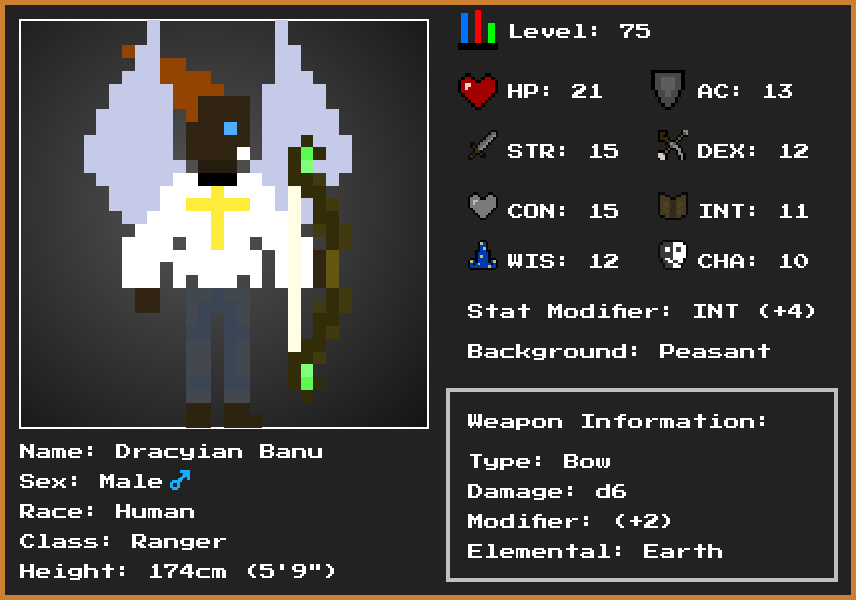 Level: 75
HP: 21
AC: 13
STR: 15
DEX: 12
CON: 15
INT: 11
WIS: 12
CHA: 10
Stat Modifier: INT (+4)
Background: Peasant
Weapon Information:
Type: Bow
Damage: d6
Modifier: (+2)
Elemental: Earth
Name: Dracyian Banu
Sex: Male♂
Race: Human
Class: Ranger
Height: 174cm (5'9")